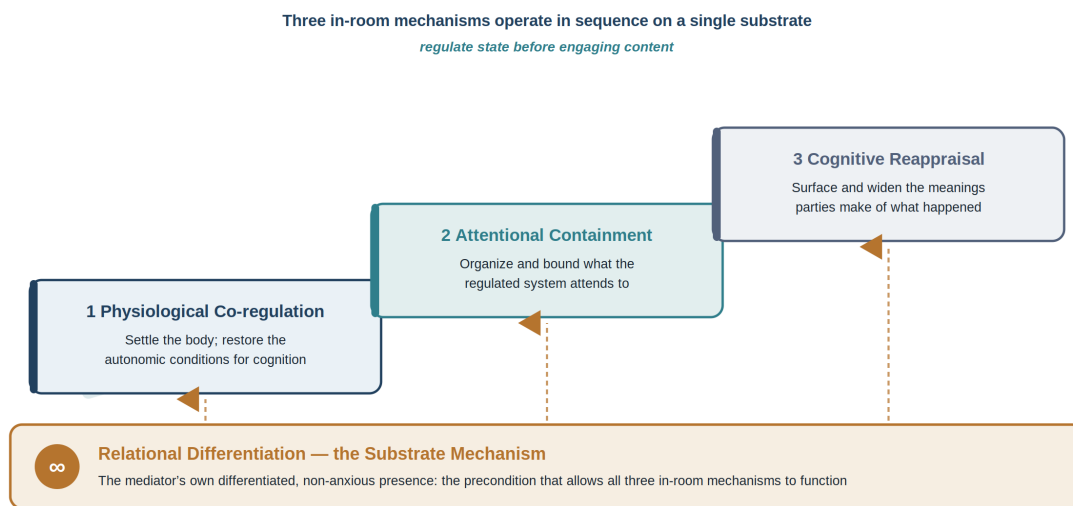 Three in-room mechanisms operate in sequence on a single substrate
regulate state before engaging content
3 Cognitive Reappraisal
Surface and widen the meanings
parties make of what happened
2 Attentional Containment
Organize and bound what the
regulated system attends to
1 Physiological Co-regulation
Settle the body; restore the
autonomic conditions for cognition
∞
Relational Differentiation — the Substrate Mechanism
The mediator's own differentiated, non-anxious presence: the precondition that allows all three in-room mechanisms to function